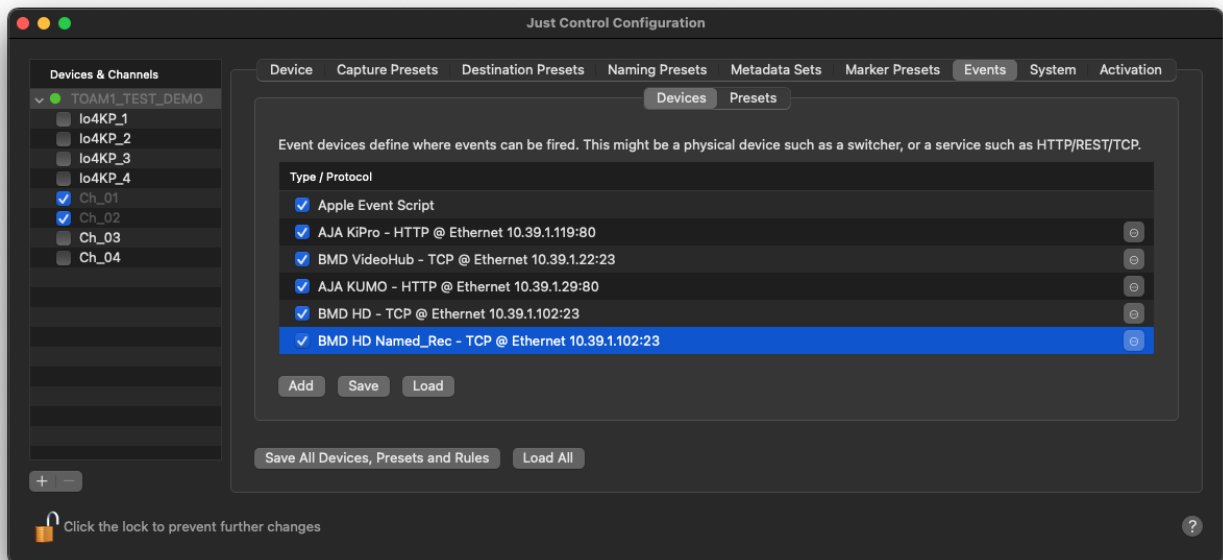 Just Control Configuration
Devices & Channels
TOAM1_TEST_DEMO
Io4KP_1
Io4KP_2
Io4KP_3
Io4KP_4
Ch_01
Ch_02
Ch_03
Ch_04
Device Capture Presets Destination Presets Naming Presets Metadata Sets Marker Presets Events System Activation
Devices Presets
Event devices define where events can be fired. This might be a physical device such as a switcher, or a service such as HTTP/REST/TCP.
Type / Protocol
Apple Event Script
AJA KiPro - HTTP @ Ethernet 10.39.1.119:80
BMD VideoHub - TCP @ Ethernet 10.39.1.22:23
AJA KUMO - HTTP @ Ethernet 10.39.1.29:80
BMD HD - TCP @ Ethernet 10.39.1.102:23
BMD HD Named_Rec - TCP @ Ethernet 10.39.1.102:23
Add Save Load
Save All Devices, Presets and Rules Load All
+ −
Click the lock to prevent further changes
?